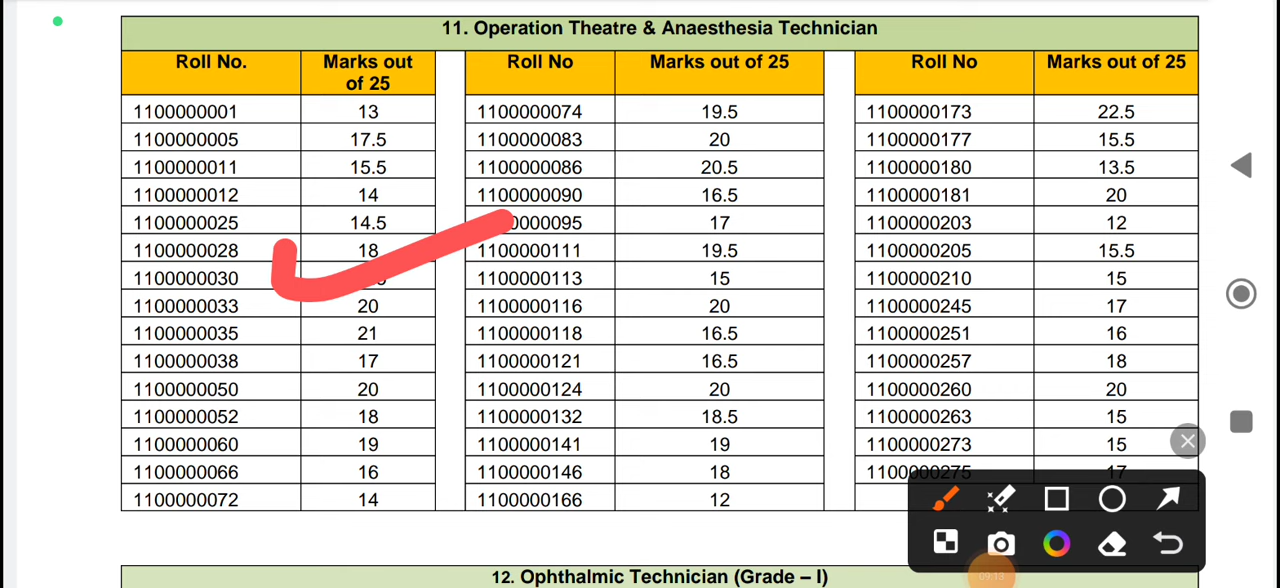 11. Operation Theatre & Anaesthesia Technician
Roll No. Marks out of 25 Roll No Marks out of 25 Roll No Marks out of 25
1100000001 13 1100000074 19.5 1100000173 22.5
1100000005 17.5 1100000083 20 1100000177 15.5
1100000011 15.5 1100000086 20.5 1100000180 13.5
1100000012 14 1100000090 16.5 1100000181 20
1100000025 14.5 0000095 17 1100000203 12
1100000028 18 1100000111 19.5 1100000205 15.5
1100000030 1100000113 15 1100000210 15
1100000033 20 1100000116 20 1100000245 17
1100000035 21 1100000118 16.5 1100000251 16
1100000038 17 1100000121 16.5 1100000257 18
1100000050 20 1100000124 20 1100000260 20
1100000052 18 1100000132 18.5 1100000263 15
1100000060 19 1100000141 19 1100000273 15
1100000066 16 1100000146 18 1100000275 17
1100000072 14 1100000166 12
12. Ophthalmic Technician (Grade – I)
09:13